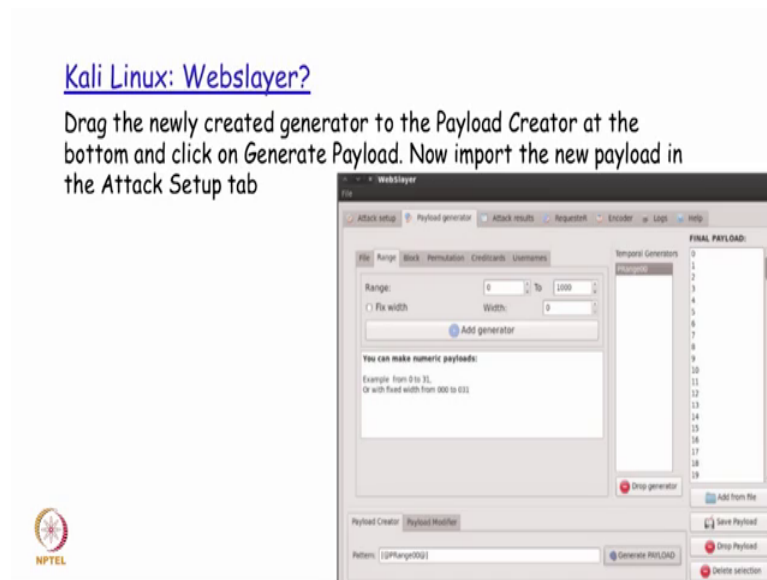 Kali Linux: Webslayer?
Drag the newly created generator to the Payload Creator at the
bottom and click on Generate Payload. Now import the new payload in
the Attack Setup tab
WebSlayer
File
Attack setup Payload generator Attack results RequesteR Encoder Logs Help
File Range Block Permutation Creditcards Usernames
Temporal Generators
FINAL PAYLOAD:
Range: 0 To 1000
Fix width Width: 0
Add generator
You can make numeric payloads:
Example from 0 to 31,
Or with fixed width from 000 to 031
PRange00
0
1
2
3
4
5
6
7
8
9
10
11
12
13
14
15
16
17
18
19
Drop generator
Add from file
Save Payload
Drop Payload
Delete selection
Payload Creator Payload Modifier
Pattern: [@PRange00@] Generate PAYLOAD
NPTEL